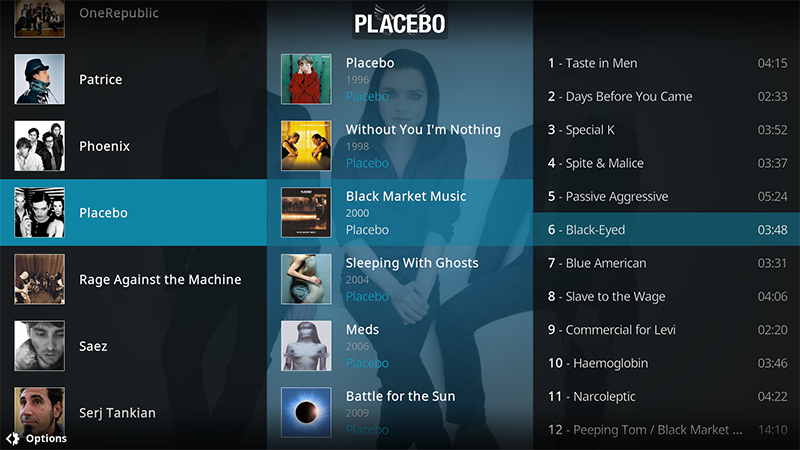 OneRepublic
Patrice
Phoenix
Placebo
Rage Against the Machine
Saez
Serj Tankian
Options
PLACEBO
Placebo
1996
Placebo
Without You I'm Nothing
1998
Placebo
Black Market Music
2000
Placebo
Sleeping With Ghosts
2004
Placebo
Meds
2006
Placebo
Battle for the Sun
2009
Placebo
1 - Taste in Men 04:15
2 - Days Before You Came 02:33
3 - Special K 03:52
4 - Spite & Malice 03:37
5 - Passive Aggressive 05:24
6 - Black-Eyed 03:48
7 - Blue American 03:31
8 - Slave to the Wage 04:06
9 - Commercial for Levi 02:20
10 - Haemoglobin 03:46
11 - Narcoleptic 04:22
12 - Peeping Tom / Black Market ... 14:10